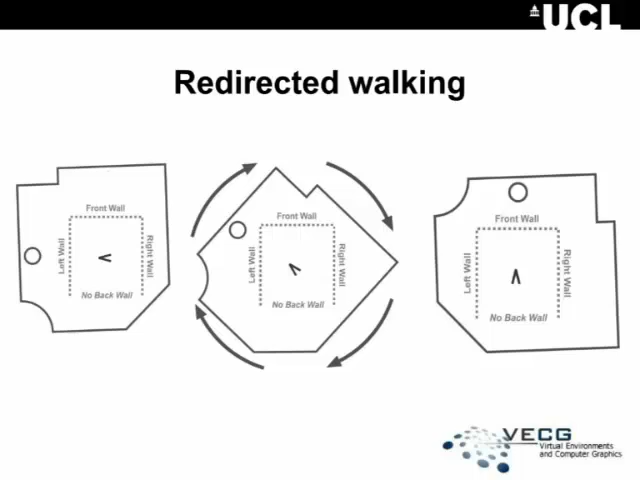 UCL
Redirected walking
Front Wall
Left Wall
Right Wall
No Back Wall
Front Wall
Left Wall
Right Wall
No Back Wall
Front Wall
Left Wall
Right Wall
No Back Wall
VECG
Virtual Environments
and Computer Graphics